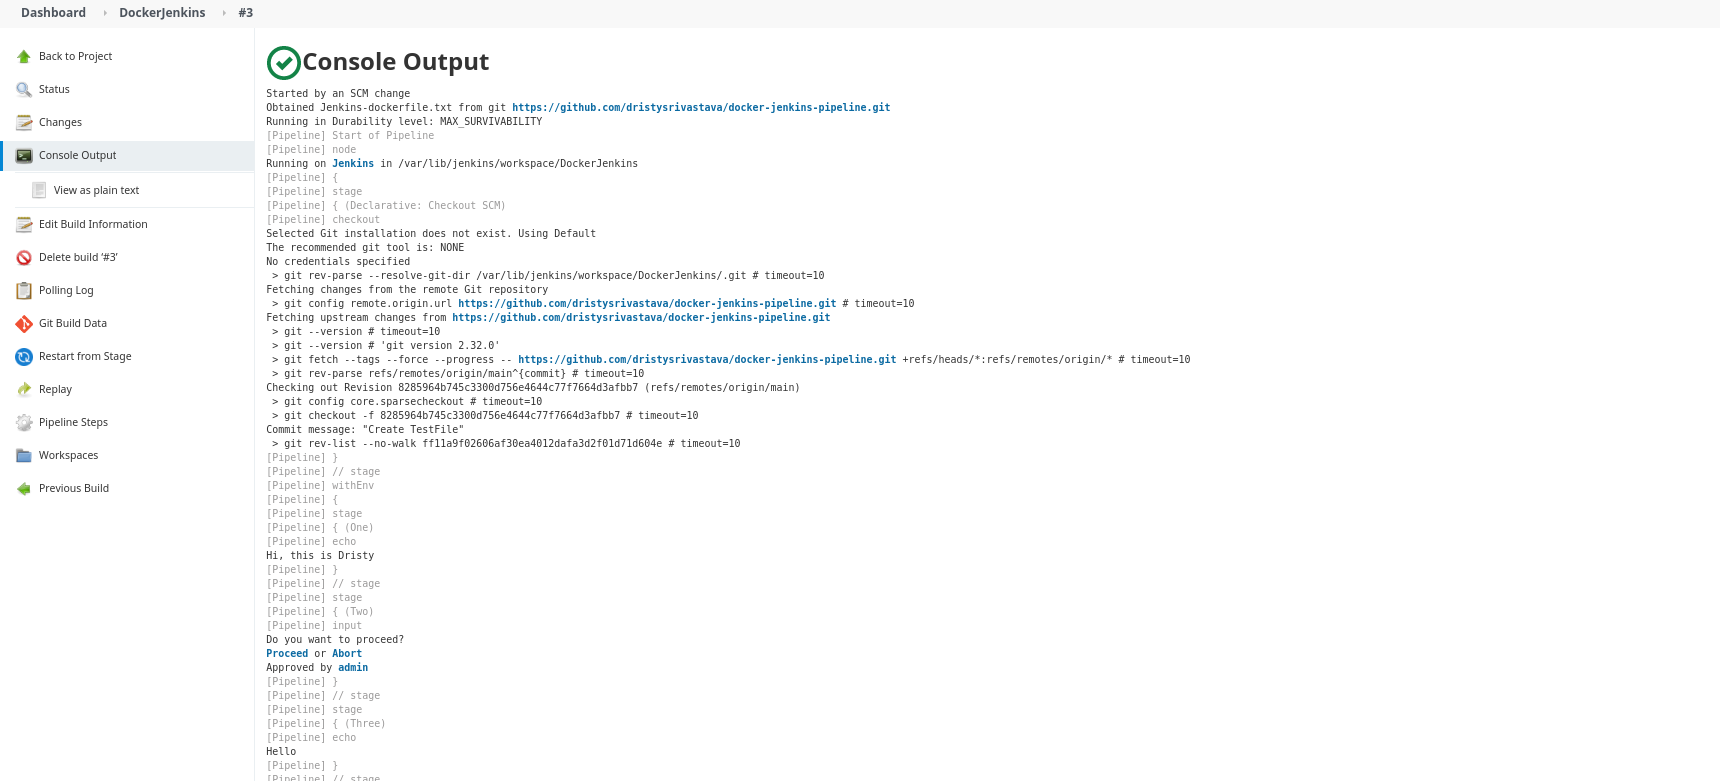 Dashboard DockerJenkins #3
Back to Project
Status
Changes
Console Output
View as plain text
Edit Build Information
Delete build ‘#3’
Polling Log
Git Build Data
Restart from Stage
Replay
Pipeline Steps
Workspaces
Previous Build
Console Output
Started by an SCM change
Obtained Jenkins-dockerfile.txt from git https://github.com/dristysrivastava/docker-jenkins-pipeline.git
Running in Durability level: MAX_SURVIVABILITY
[Pipeline] Start of Pipeline
[Pipeline] node
Running on Jenkins in /var/lib/jenkins/workspace/DockerJenkins
[Pipeline] {
[Pipeline] stage
[Pipeline] { (Declarative: Checkout SCM)
[Pipeline] checkout
Selected Git installation does not exist. Using Default
The recommended git tool is: NONE
No credentials specified
 > git rev-parse --resolve-git-dir /var/lib/jenkins/workspace/DockerJenkins/.git # timeout=10
Fetching changes from the remote Git repository
 > git config remote.origin.url https://github.com/dristysrivastava/docker-jenkins-pipeline.git # timeout=10
Fetching upstream changes from https://github.com/dristysrivastava/docker-jenkins-pipeline.git
 > git --version # timeout=10
 > git --version # 'git version 2.32.0'
 > git fetch --tags --force --progress -- https://github.com/dristysrivastava/docker-jenkins-pipeline.git +refs/heads/*:refs/remotes/origin/* # timeout=10
 > git rev-parse refs/remotes/origin/main^{commit} # timeout=10
Checking out Revision 8285964b745c3300d756e4644c77f7664d3afbb7 (refs/remotes/origin/main)
 > git config core.sparsecheckout # timeout=10
 > git checkout -f 8285964b745c3300d756e4644c77f7664d3afbb7 # timeout=10
Commit message: "Create TestFile"
 > git rev-list --no-walk ff11a9f02606af30ea4012dafa3d2f01d71d604e # timeout=10
[Pipeline] }
[Pipeline] // stage
[Pipeline] withEnv
[Pipeline] {
[Pipeline] stage
[Pipeline] { (One)
[Pipeline] echo
Hi, this is Dristy
[Pipeline] }
[Pipeline] // stage
[Pipeline] stage
[Pipeline] { (Two)
[Pipeline] input
Do you want to proceed?
Proceed or Abort
Approved by admin
[Pipeline] }
[Pipeline] // stage
[Pipeline] stage
[Pipeline] { (Three)
[Pipeline] echo
Hello
[Pipeline] }
[Pipeline] // stage